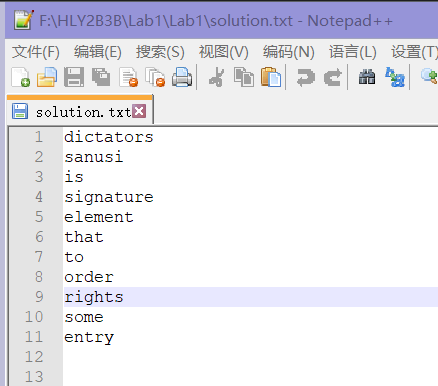 F:\HLY2B3B\Lab1\Lab1\solution.txt - Notepad++
文件(F) 编辑(E) 搜索(S) 视图(V) 编码(N) 语言(L) 设置(T)
solution.txt
1 dictators
2 sanusi
3 is
4 signature
5 element
6 that
7 to
8 order
9 rights
10 some
11 entry
12
13